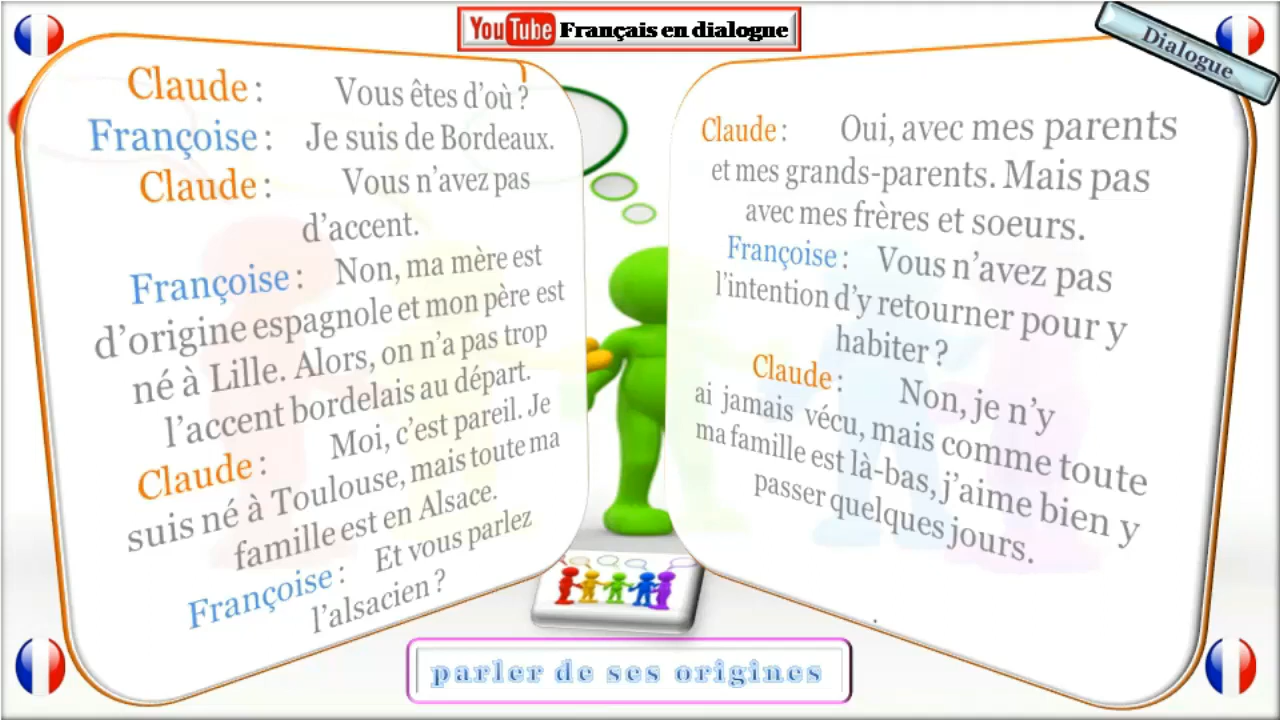 YouTube Français en dialogue
Dialogue
Claude : Vous êtes d'où ?
Françoise : Je suis de Bordeaux.
Claude : Vous n'avez pas
d'accent.
Françoise : Non, ma mère est
d'origine espagnole et mon père est
né à Lille. Alors, on n'a pas trop
l'accent bordelais au départ.
Claude : Moi, c'est pareil. Je
suis né à Toulouse, mais toute ma
famille est en Alsace.
Françoise : Et vous parlez
l'alsacien ?
Claude : Oui, avec mes parents
et mes grands-parents. Mais pas
avec mes frères et soeurs.
Françoise : Vous n'avez pas
l'intention d'y retourner pour y
habiter ?
Claude : Non, je n'y
ai jamais vécu, mais comme toute
ma famille est là-bas, j'aime bien y
passer quelques jours.
.
parler de ses origines